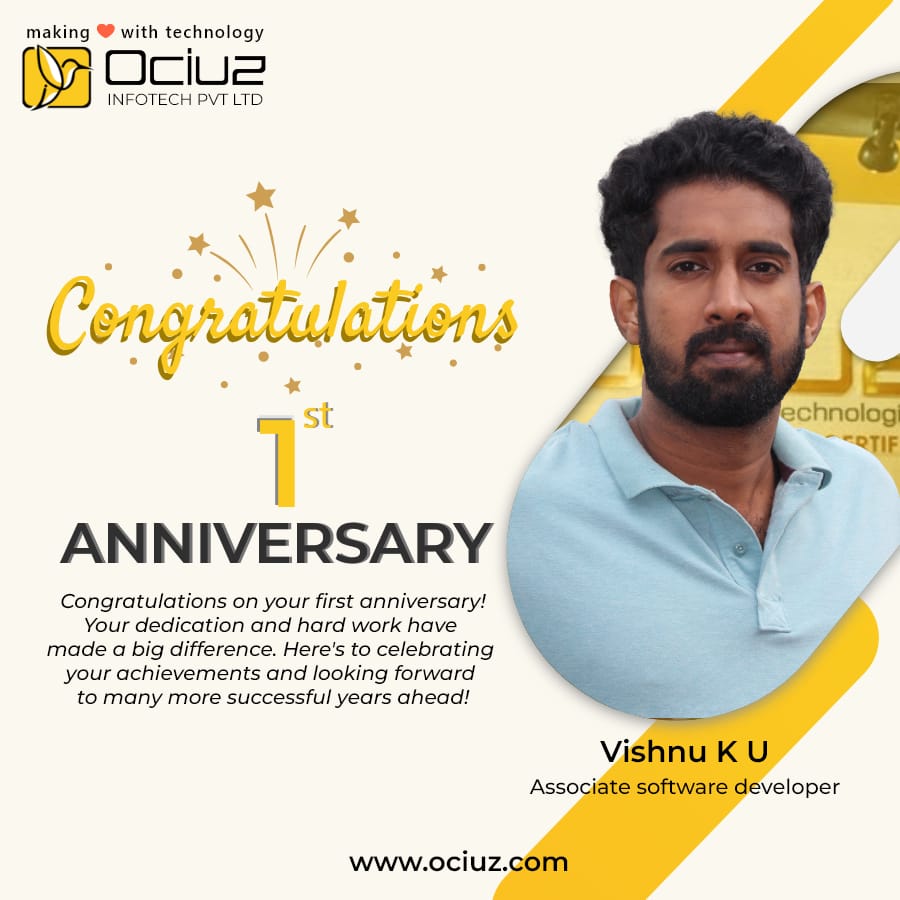 making ❤ with technology
Ociuz
INFOTECH PVT LTD
Congratulations
1st
ANNIVERSARY
Congratulations on your first anniversary!
Your dedication and hard work have
made a big difference. Here's to celebrating
your achievements and looking forward
to many more successful years ahead!
echnologi
Vishnu K U
Associate software developer
www.ociuz.com